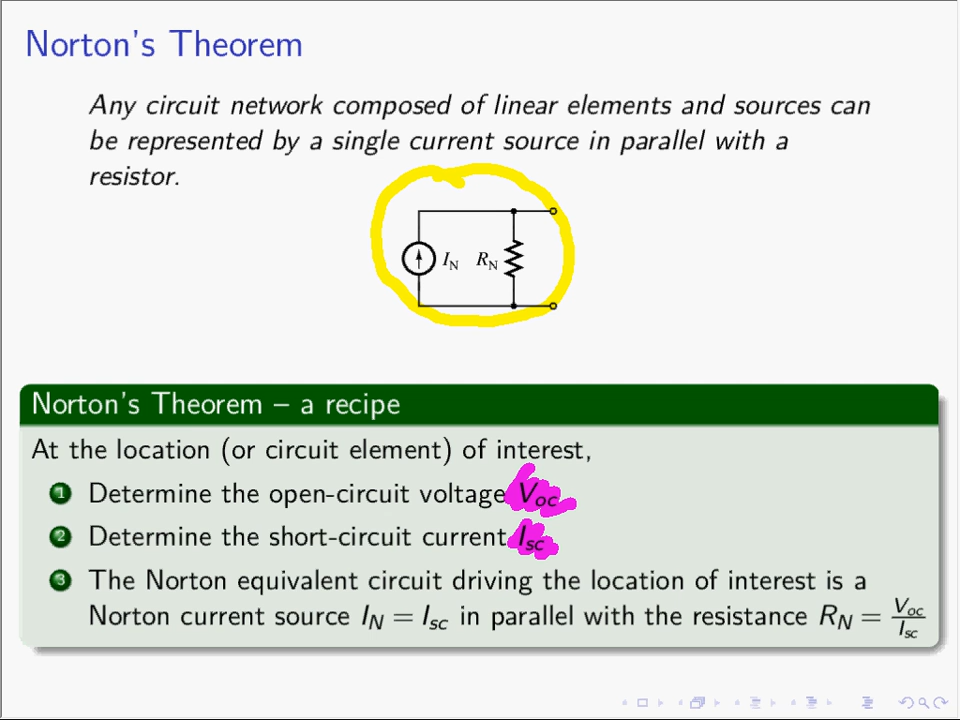 Norton's Theorem
Any circuit network composed of linear elements and sources can
be represented by a single current source in parallel with a
resistor.
I_N R_N
Norton's Theorem – a recipe
At the location (or circuit element) of interest,
1 Determine the open-circuit voltage V_oc
2 Determine the short-circuit current I_sc
3 The Norton equivalent circuit driving the location of interest is a
Norton current source I_N = I_sc in parallel with the resistance R_N = V_oc/I_sc